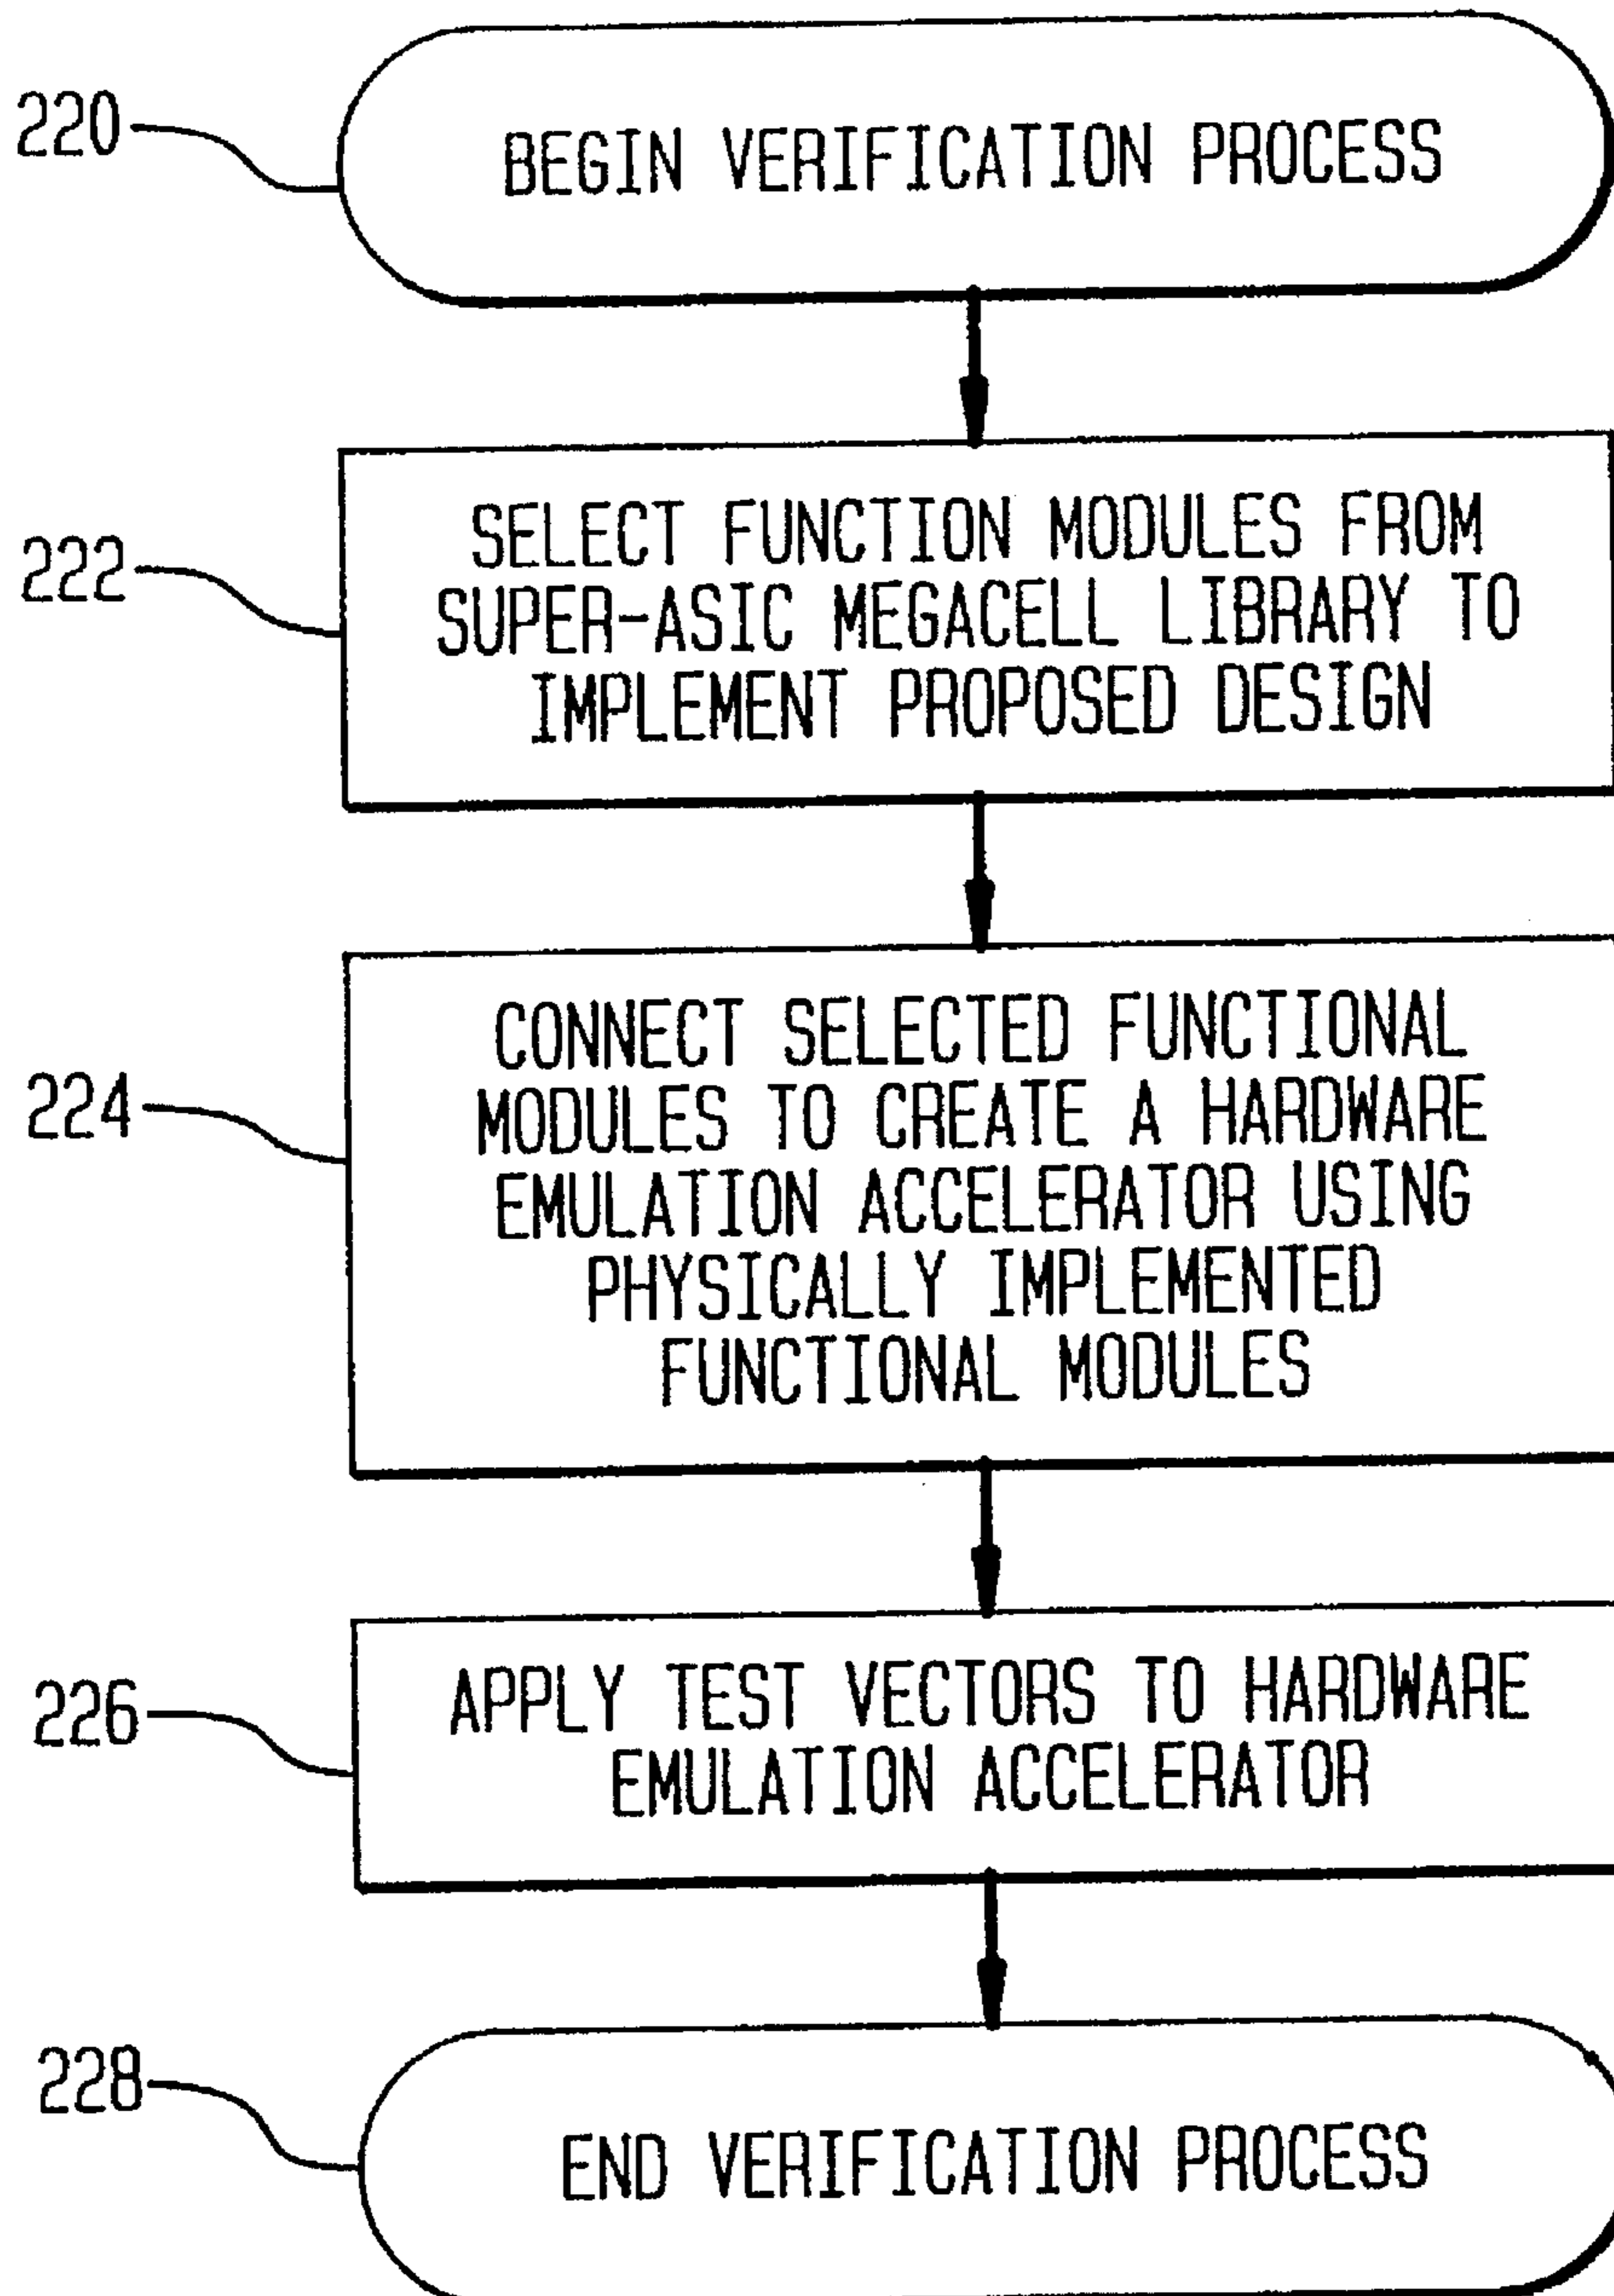 220
BEGIN VERIFICATION PROCESS
222
SELECT FUNCTION MODULES FROM
SUPER-ASIC MEGACELL LIBRARY TO
IMPLEMENT PROPOSED DESIGN
224
CONNECT SELECTED FUNCTIONAL
MODULES TO CREATE A HARDWARE
EMULATION ACCELERATOR USING
PHYSICALLY IMPLEMENTED
FUNCTIONAL MODULES
226
APPLY TEST VECTORS TO HARDWARE
EMULATION ACCELERATOR
228
END VERIFICATION PROCESS